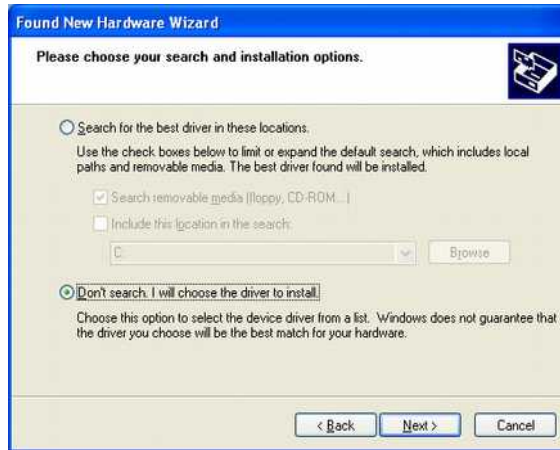 Found New Hardware Wizard
Please choose your search and installation options.
Search for the best driver in these locations.
Use the check boxes below to limit or expand the default search, which includes local
paths and removable media. The best driver found will be installed.
Search removable media (floppy, CD-ROM...)
Include this location in the search:
C:
Browse
Don't search. I will choose the driver to install.
Choose this option to select the device driver from a list. Windows does not guarantee that
the driver you choose will be the best match for your hardware.
< Back
Next >
Cancel